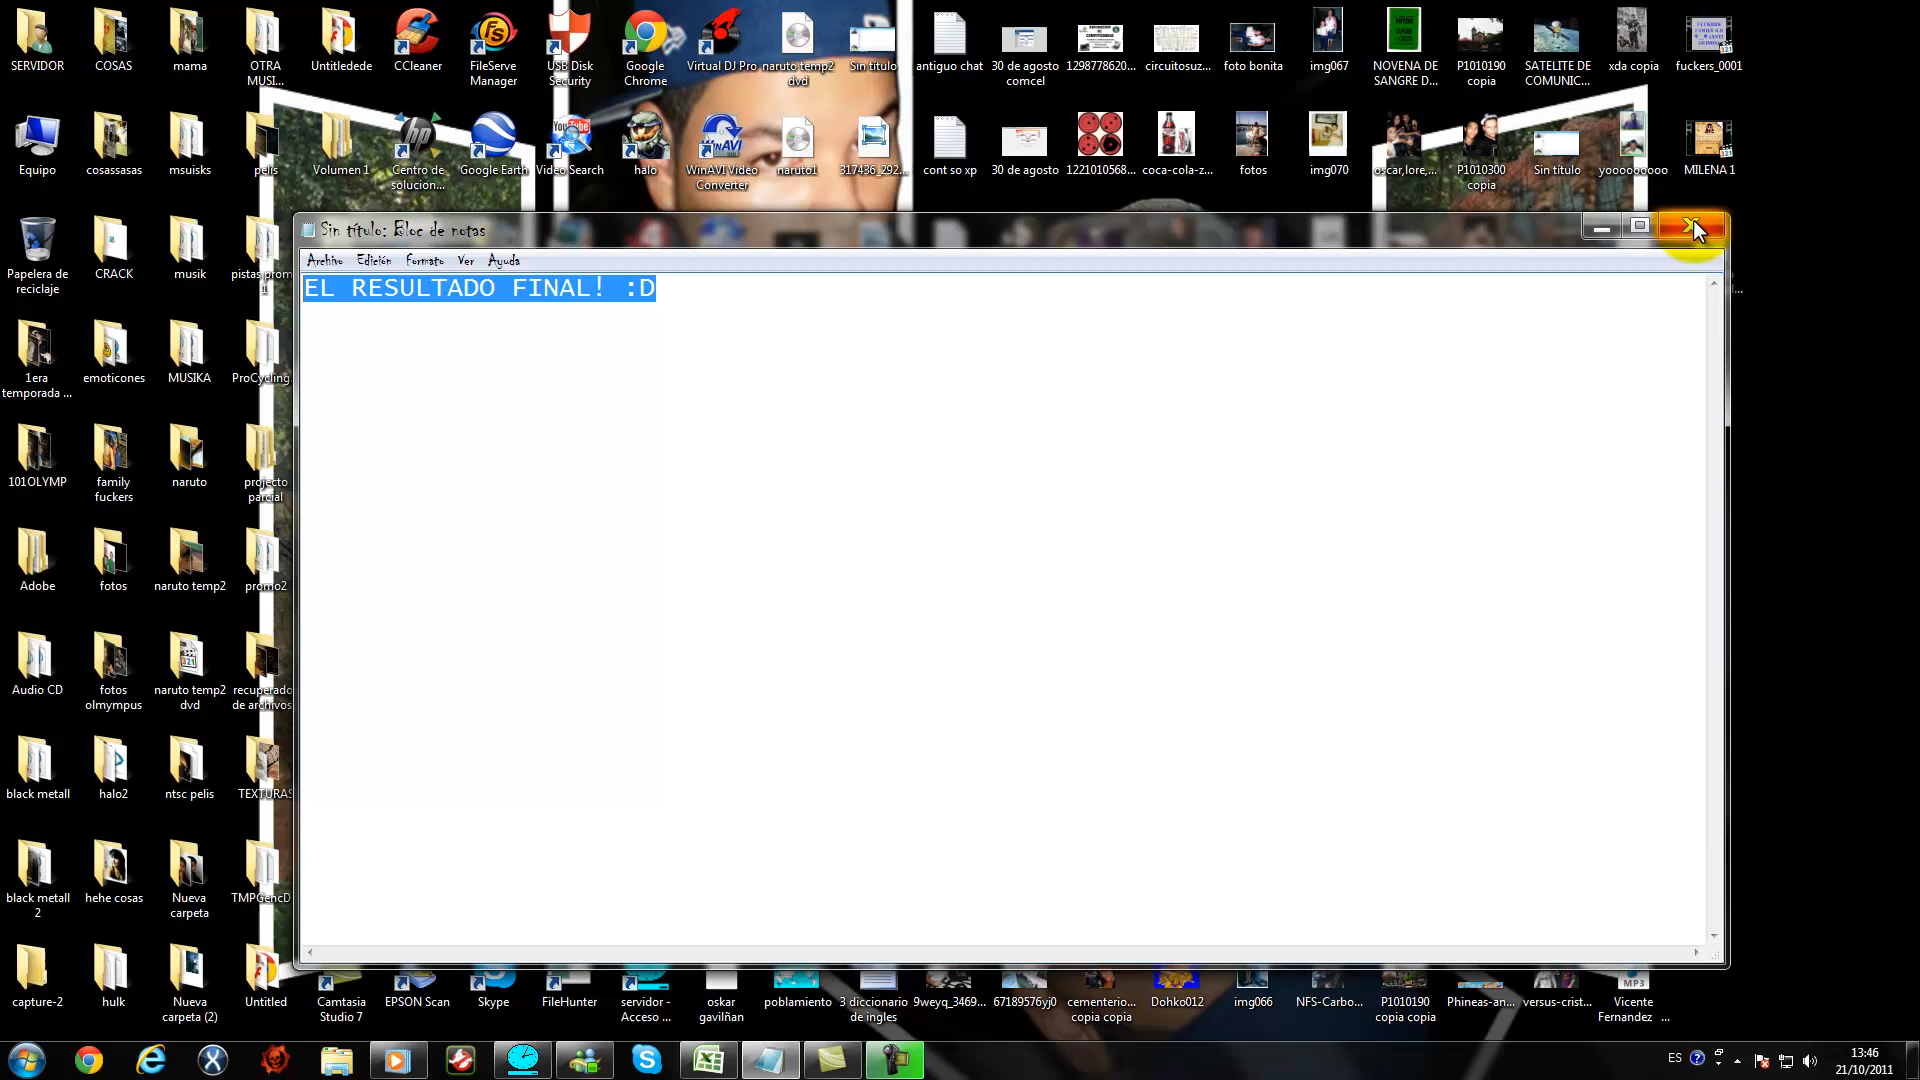 SERVIDOR
COSAS
mama
OTRA
MUSI...
Untitledede
CCleaner
FileServe
Manager
USB Disk
Security
Google
Chrome
Virtual DJ Pro
naruto temp2
dvd
Sin título
antiguo chat
30 de agosto
comcel
1298778620...
circuitosuz...
foto bonita
img067
NOVENA DE
SANGRE D...
P1010190
copia
SATELITE DE
COMUNIC...
xda copia
fuckers_0001
Equipo
cosassasas
msuisks
pelis
Volumen 1
Centro de
solucion...
Google Earth
Video Search
halo
WinAVI Video
Converter
naruto1
317436_292...
cont so xp
30 de agosto
1221010568...
coca-cola-z...
fotos
img070
oscar,lore,...
P1010300
copia
Sin título
yoooooooooo
MILENA 1
Papelera de
reciclaje
CRACK
musik
pistas prom
Sin título: Bloc de notas
Archivo Edición Formato Ver Ayuda
EL RESULTADO FINAL! :D
1era
temporada ...
emoticones
MUSIKA
ProCycling.
101OLYMP
family
fuckers
naruto
projecto
parcial
Adobe
fotos
naruto temp2
promo2
Audio CD
fotos
olmympus
naruto temp2
dvd
recuperado
de archivos
black metall
halo2
ntsc pelis
TEXTURAS
black metall
2
hehe cosas
Nueva
carpeta
TMPGencD
capture-2
hulk
Nueva
carpeta (2)
Untitled
Camtasia
Studio 7
EPSON Scan
Skype
FileHunter
servidor -
Acceso ...
oskar
gavilñan
poblamiento
3 diccionario
de ingles
9weyq_3469...
67189576yj0
cementerio...
copia copia
Dohko012
img066
NFS-Carbo...
P1010190
copia copia
Phineas-an...
versus-crist...
Vicente
Fernandez ...
ES
13:46
21/10/2011